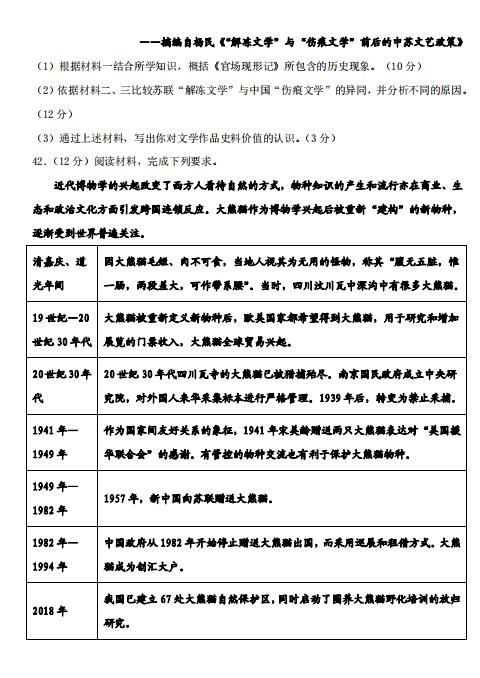 ——摘编自杨民《“解冻文学”与“伤痕文学”前后的中苏文艺政策》
（1）根据材料一结合所学知识，概括《官场现形记》所包含的历史现象。（10分）
（2）依据材料二、三比较苏联“解冻文学”与中国“伤痕文学”的异同，并分析不同的原因。
（12分）
（3）通过上述材料，写出你对文学作品史料价值的认识。（3分）
42.（12分）阅读材料，完成下列要求。
近代博物学的兴起改变了西方人看待自然的方式，物种知识的产生和流行亦在商业、生
态和政治文化方面引发跨国连锁反应。大熊猫作为博物学兴起后被重新“建构”的新物种，
逐渐受到世界普遍关注。
清嘉庆、道
光年间
因大熊猫毛短、肉不可食，当地人视其为无用的怪物，称其“腹无五脏，惟
一肠，两段差大，可作带系腰”。当时，四川汶川瓦寺深沟中有很多大熊猫。
19世纪—20
世纪30年代
大熊猫被重新定义新物种后，欧美国家都希望得到大熊猫，用于研究和增加
展览的门票收入，大熊猫全球贸易兴起。
20世纪30年
代
20世纪30年代四川瓦寺的大熊猫已被猎捕殆尽。南京国民政府成立中央研
究院，对外国人来华采集标本进行严格管理。1939年后，转变为禁止采捕。
1941年—
1949年
作为国家间友好关系的象征，1941年宋美龄赠送两只大熊猫表达对“美国援
华联合会”的感谢。有管控的物种交流也有利于保护大熊猫物种。
1949年—
1982年
1957年，新中国向苏联赠送大熊猫。
1982年—
1994年
中国政府从1982年开始停止赠送大熊猫出国，而采用巡展和租借方式。大熊
猫成为创汇大户。
2018年
我国已建立67处大熊猫自然保护区，同时启动了圈养大熊猫野化培训的放归
研究。